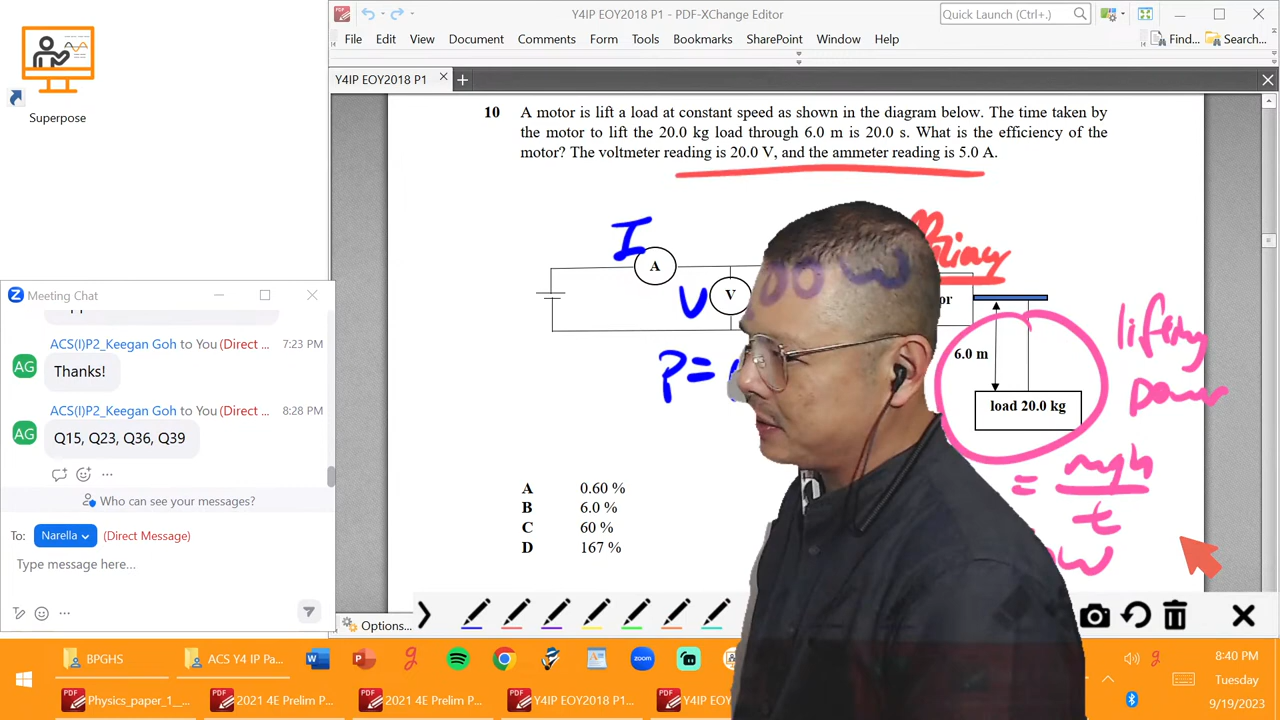 Superpose
Y4IP EOY2018 P1 - PDF-XChange Editor
Quick Launch (Ctrl+.)
File Edit View Document Comments Form Tools Bookmarks SharePoint Window Help
Find...
Search...
Y4IP EOY2018 P1
10 A motor is lift a load at constant speed as shown in the diagram below. The time taken by
the motor to lift the 20.0 kg load through 6.0 m is 20.0 s. What is the efficiency of the
motor? The voltmeter reading is 20.0 V, and the ammeter reading is 5.0 A.
I
A
V
V
00 W
or
6.0 m
load 20.0 kg
P=
lifting
power
= mgh
t
W
A 0.60 %
B 6.0 %
C 60 %
D 167 %
Meeting Chat
ACS(I)P2_Keegan Goh to You (Direct ... 7:23 PM
AG
Thanks!
ACS(I)P2_Keegan Goh to You (Direct ... 8:28 PM
AG
Q15, Q23, Q36, Q39
Who can see your messages?
To: Narella (Direct Message)
Type message here...
Options...
BPGHS
ACS Y4 IP Pa...
zoom
8:40 PM
Tuesday
9/19/2023
Physics_paper_1_...
2021 4E Prelim P...
2021 4E Prelim P...
Y4IP EOY2018 P1...
Y4IP EO